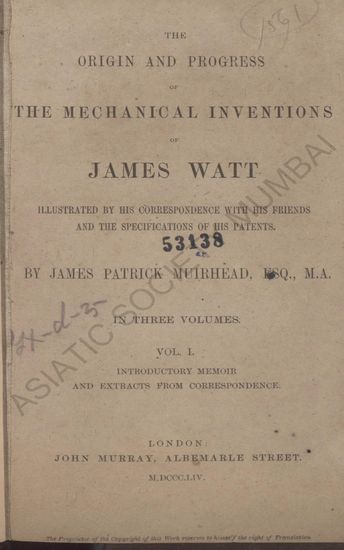 1561
THE
ORIGIN AND PROGRESS
OF
THE MECHANICAL INVENTIONS
OF
JAMES WATT
ILLUSTRATED BY HIS CORRESPONDENCE WITH HIS FRIENDS
AND THE SPECIFICATIONS OF HIS PATENTS.
53138
BY JAMES PATRICK MUIRHEAD, ESQ., M.A.
IN THREE VOLUMES.
VOL. I.
INTRODUCTORY MEMOIR
AND EXTRACTS FROM CORRESPONDENCE.
LONDON:
JOHN MURRAY, ALBEMARLE STREET.
M.DCCC.LIV.
The Proprietor of the Copyright of this Work reserves to himself the right of Translation
ASIATIC SOCIETY MUMBAI